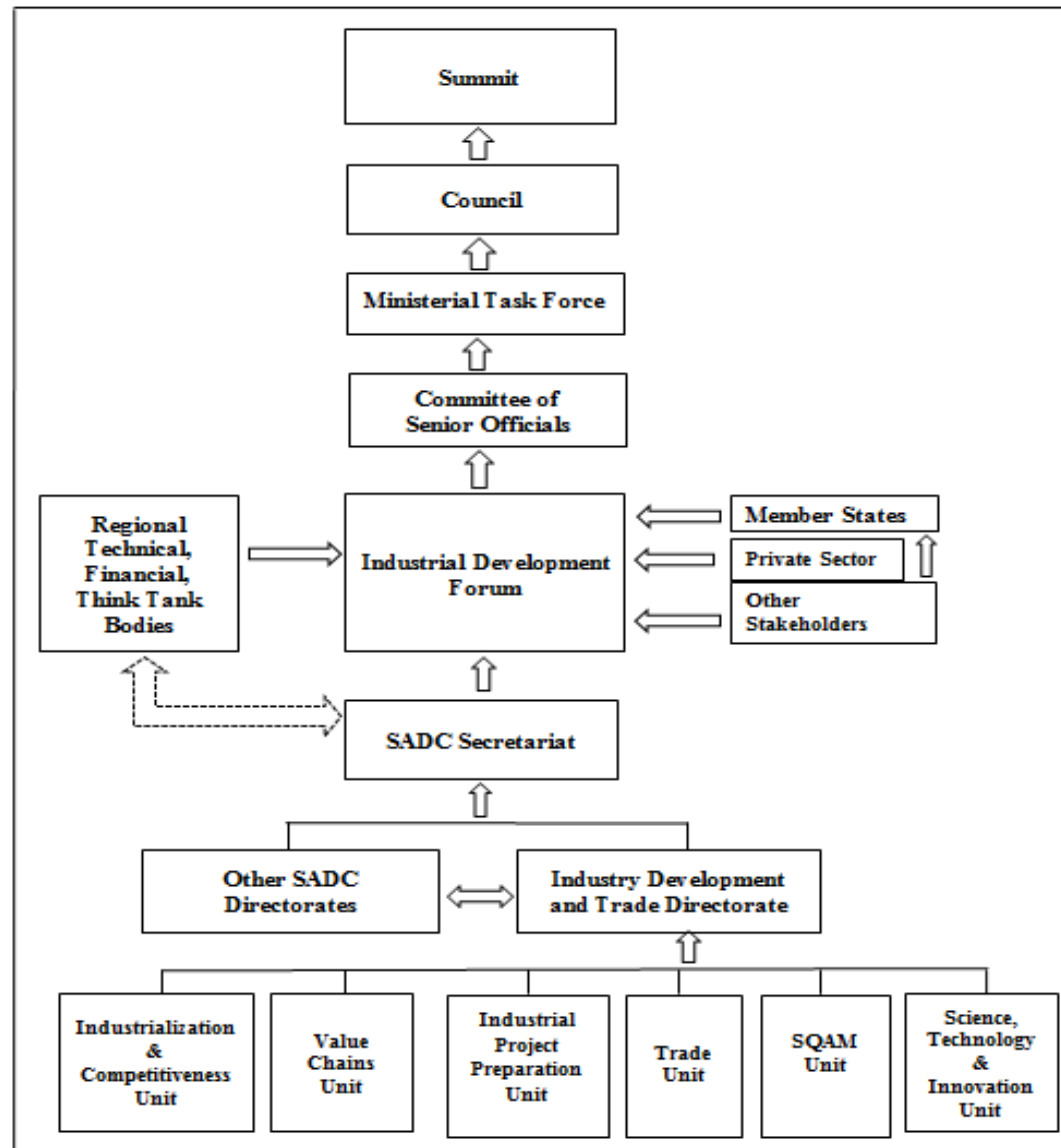 Summit
Council
Ministerial Task Force
Committee of
Senior Officials
Regional
Technical,
Financial,
Think Tank
Bodies
Industrial Development
Forum
Member States
Private Sector
Other
Stakeholders
SADC Secretariat
Other SADC
Directorates
Industry Development
and Trade Directorate
Industrialization
&
Competitiveness
Unit
Value
Chains
Unit
Industrial
Project
Preparation
Unit
Trade
Unit
SQAM
Unit
Science,
Technology
&
Innovation
Unit